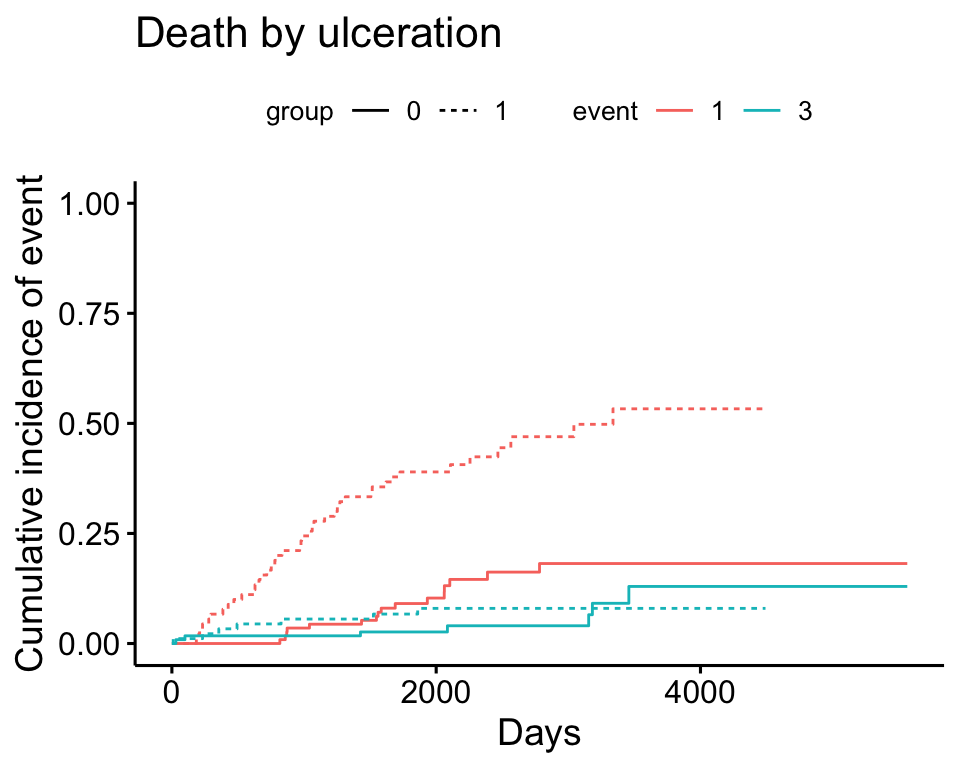 Death by ulceration
group 0 1 event 1 3
Cumulative incidence of event
1.00
0.75
0.50
0.25
0.00
0 2000 4000
Days